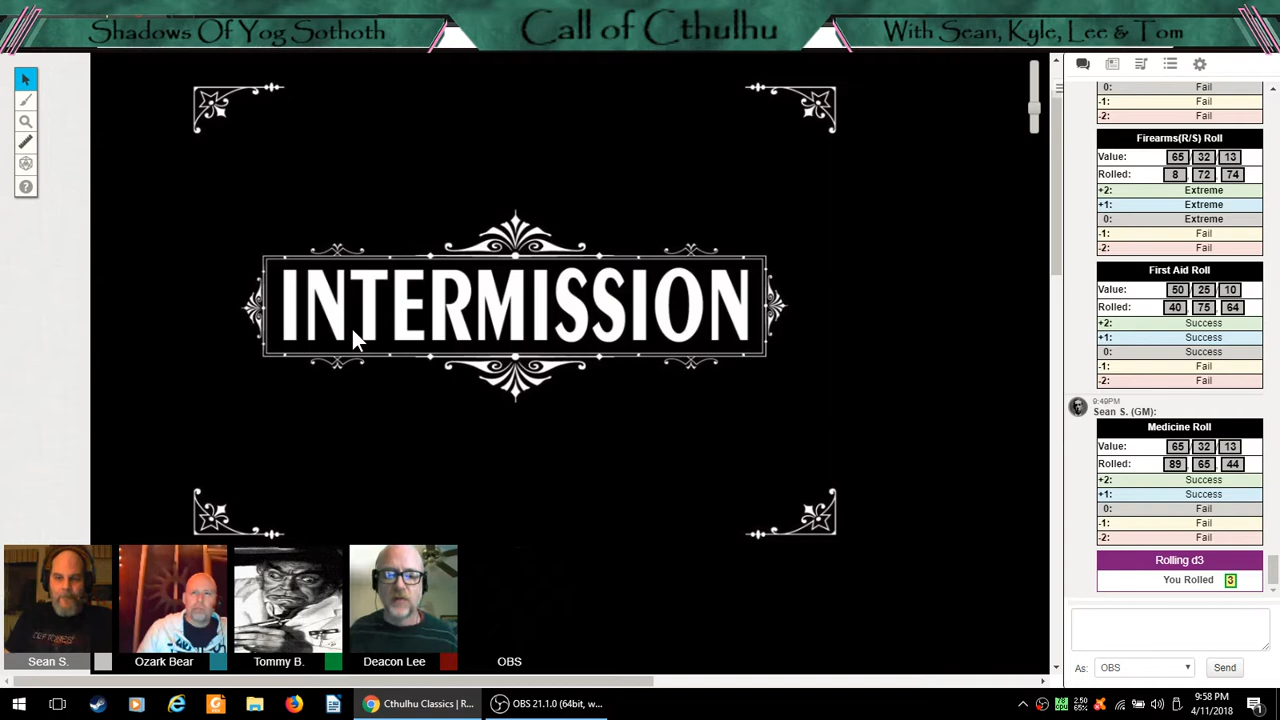 Shadows Of Yog Sothoth
Call of Cthulhu
With Sean, Kyle, Lee & Tom
INTERMISSION
0: Fail
-1: Fail
-2: Fail
Firearms(R/S) Roll
Value: 65 32 13
Rolled: 8 72 74
+2: Extreme
+1: Extreme
0: Extreme
-1: Fail
-2: Fail
First Aid Roll
Value: 50 25 10
Rolled: 40 75 64
+2: Success
+1: Success
0: Success
-1: Fail
-2: Fail
9:49PM
Sean S. (GM):
Medicine Roll
Value: 65 32 13
Rolled: 89 65 44
+2: Success
+1: Success
0: Fail
-1: Fail
-2: Fail
Rolling d3
You Rolled 3
As: OBS Send
Sean S.
Ozark Bear
Tommy B.
Deacon Lee
OBS
Cthulhu Classics | R...
OBS 21.1.0 (64bit, w...
9:58 PM
4/11/2018